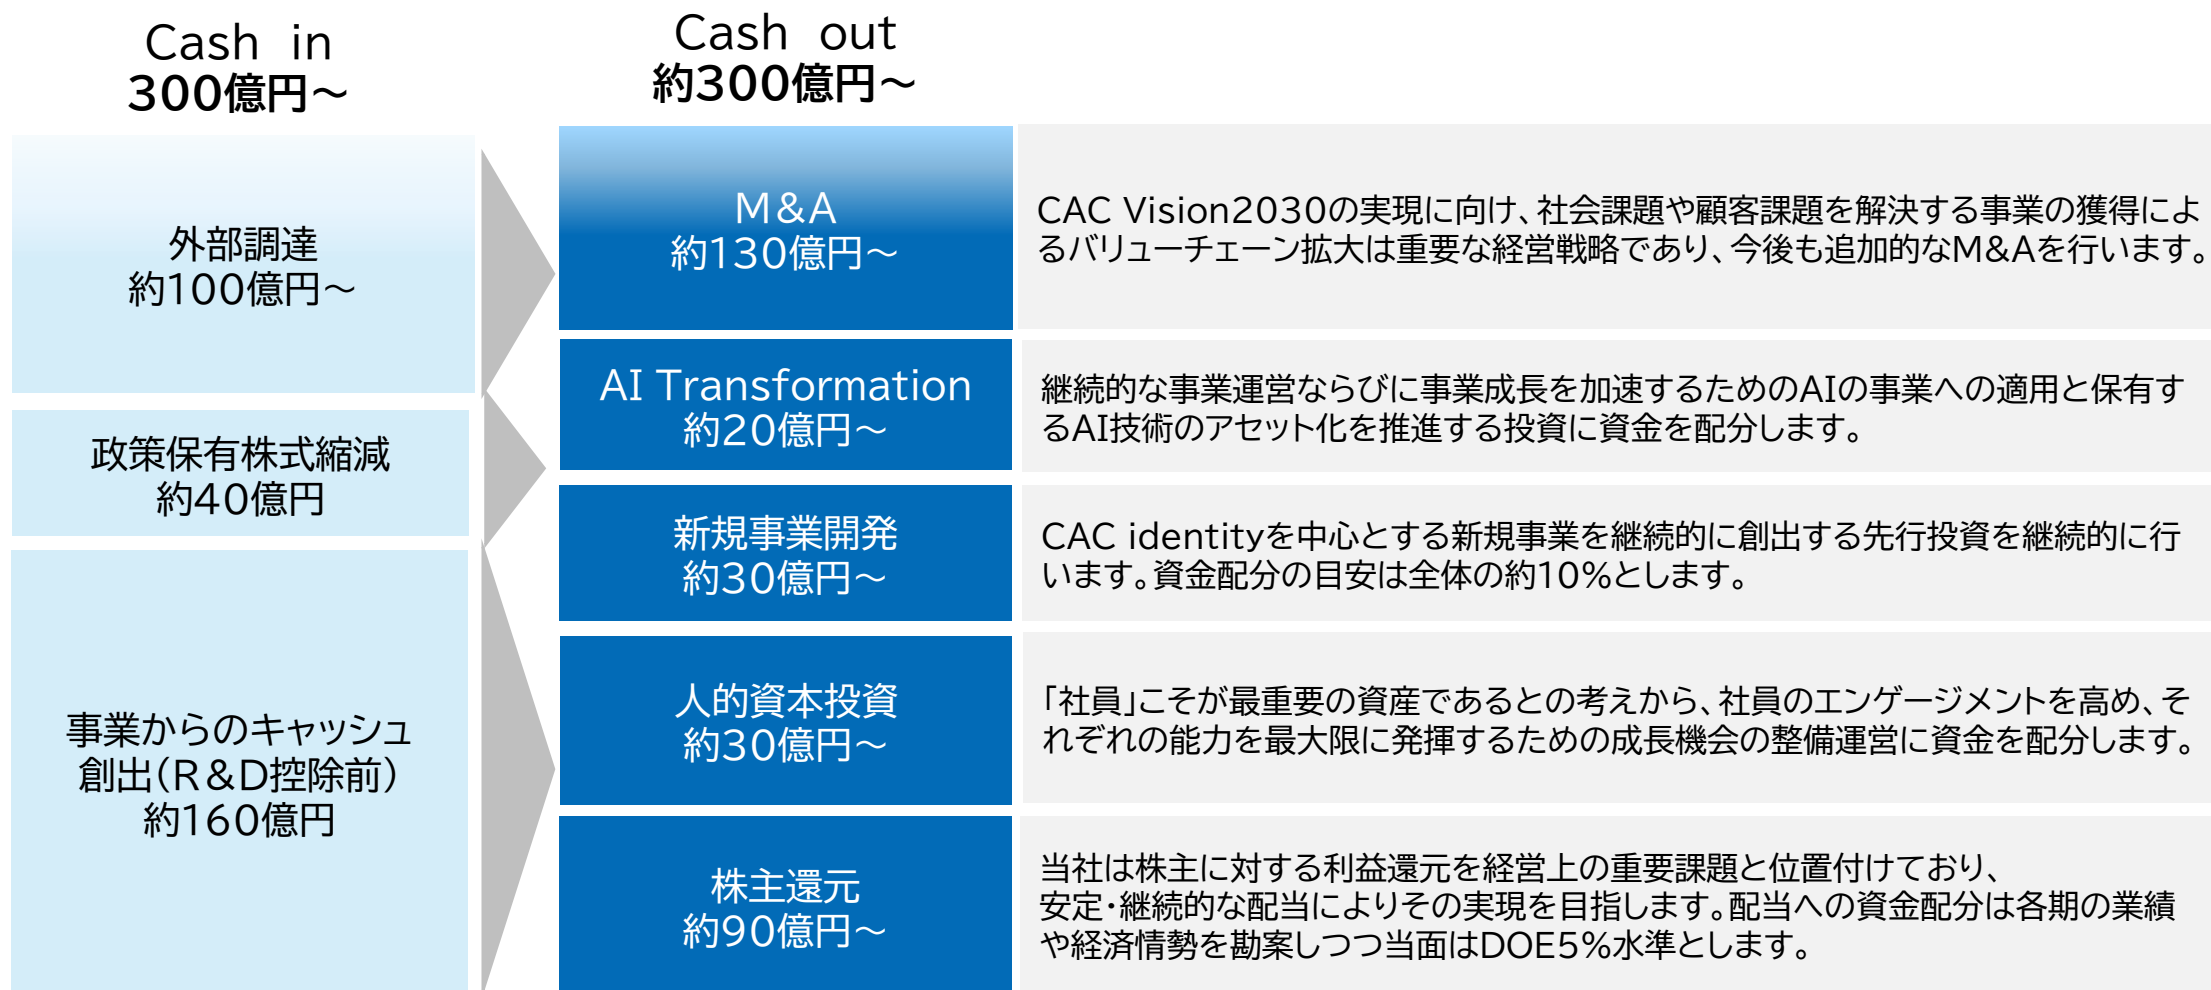 Cash in
300億円～
Cash out
約300億円～
外部調達
約100億円～
政策保有株式縮減
約40億円
事業からのキャッシュ
創出(R&D控除前)
約160億円
M&A
約130億円～
CAC Vision2030の実現に向け、社会課題や顧客課題を解決する事業の獲得によ
るバリューチェーン拡大は重要な経営戦略であり、今後も追加的なM&Aを行います。
AI Transformation
約20億円～
継続的な事業運営ならびに事業成長を加速するためのAIの事業への適用と保有す
るAI技術のアセット化を推進する投資に資金を配分します。
新規事業開発
約30億円～
CAC identityを中心とする新規事業を継続的に創出する先行投資を継続的に行
います。資金配分の目安は全体の約10%とします。
人的資本投資
約30億円～
「社員」こそが最重要の資産であるとの考えから、社員のエンゲージメントを高め、そ
れぞれの能力を最大限に発揮するための成長機会の整備運営に資金を配分します。
株主還元
約90億円～
当社は株主に対する利益還元を経営上の重要課題と位置付けており、
安定・継続的な配当によりその実現を目指します。配当への資金配分は各期の業績
や経済情勢を勘案しつつ当面はDOE5%水準とします。